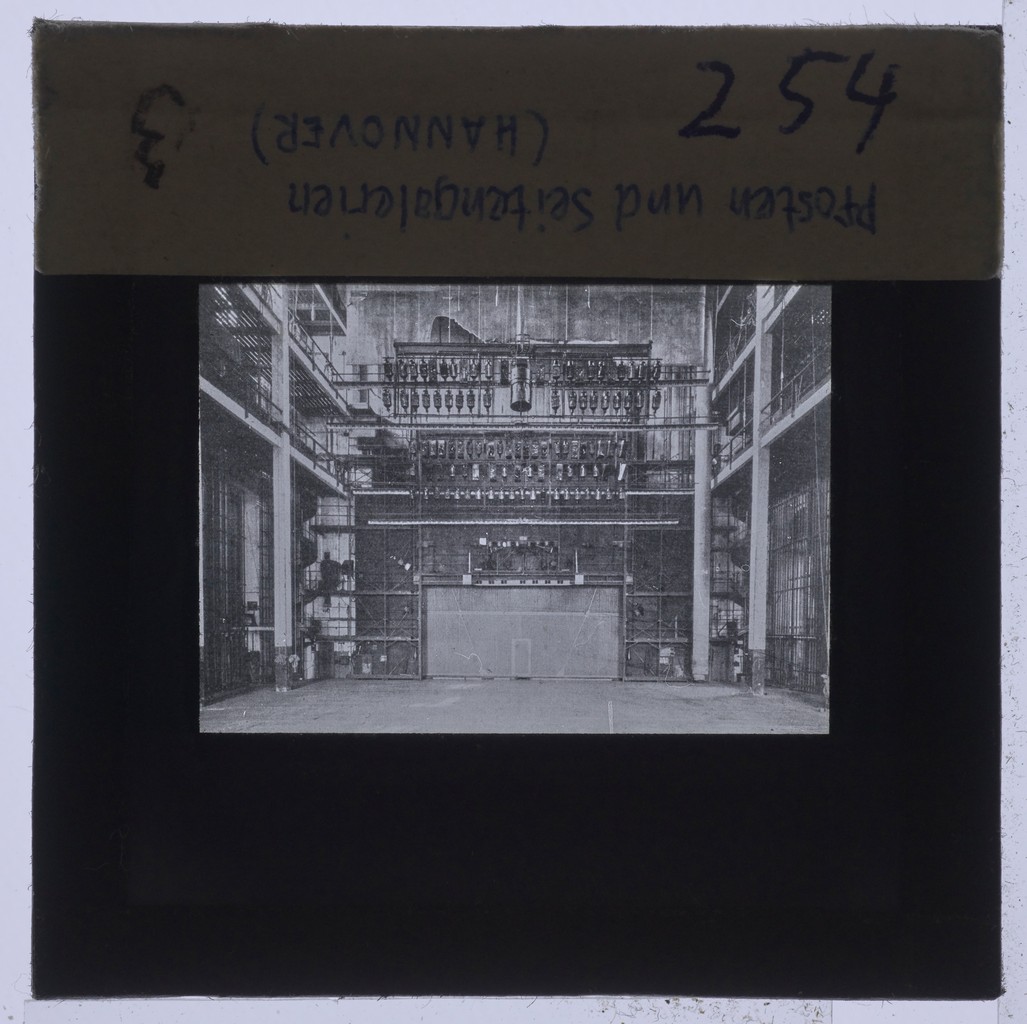 254
3
Pfosten und Seitengalerien
(HANNOVER)